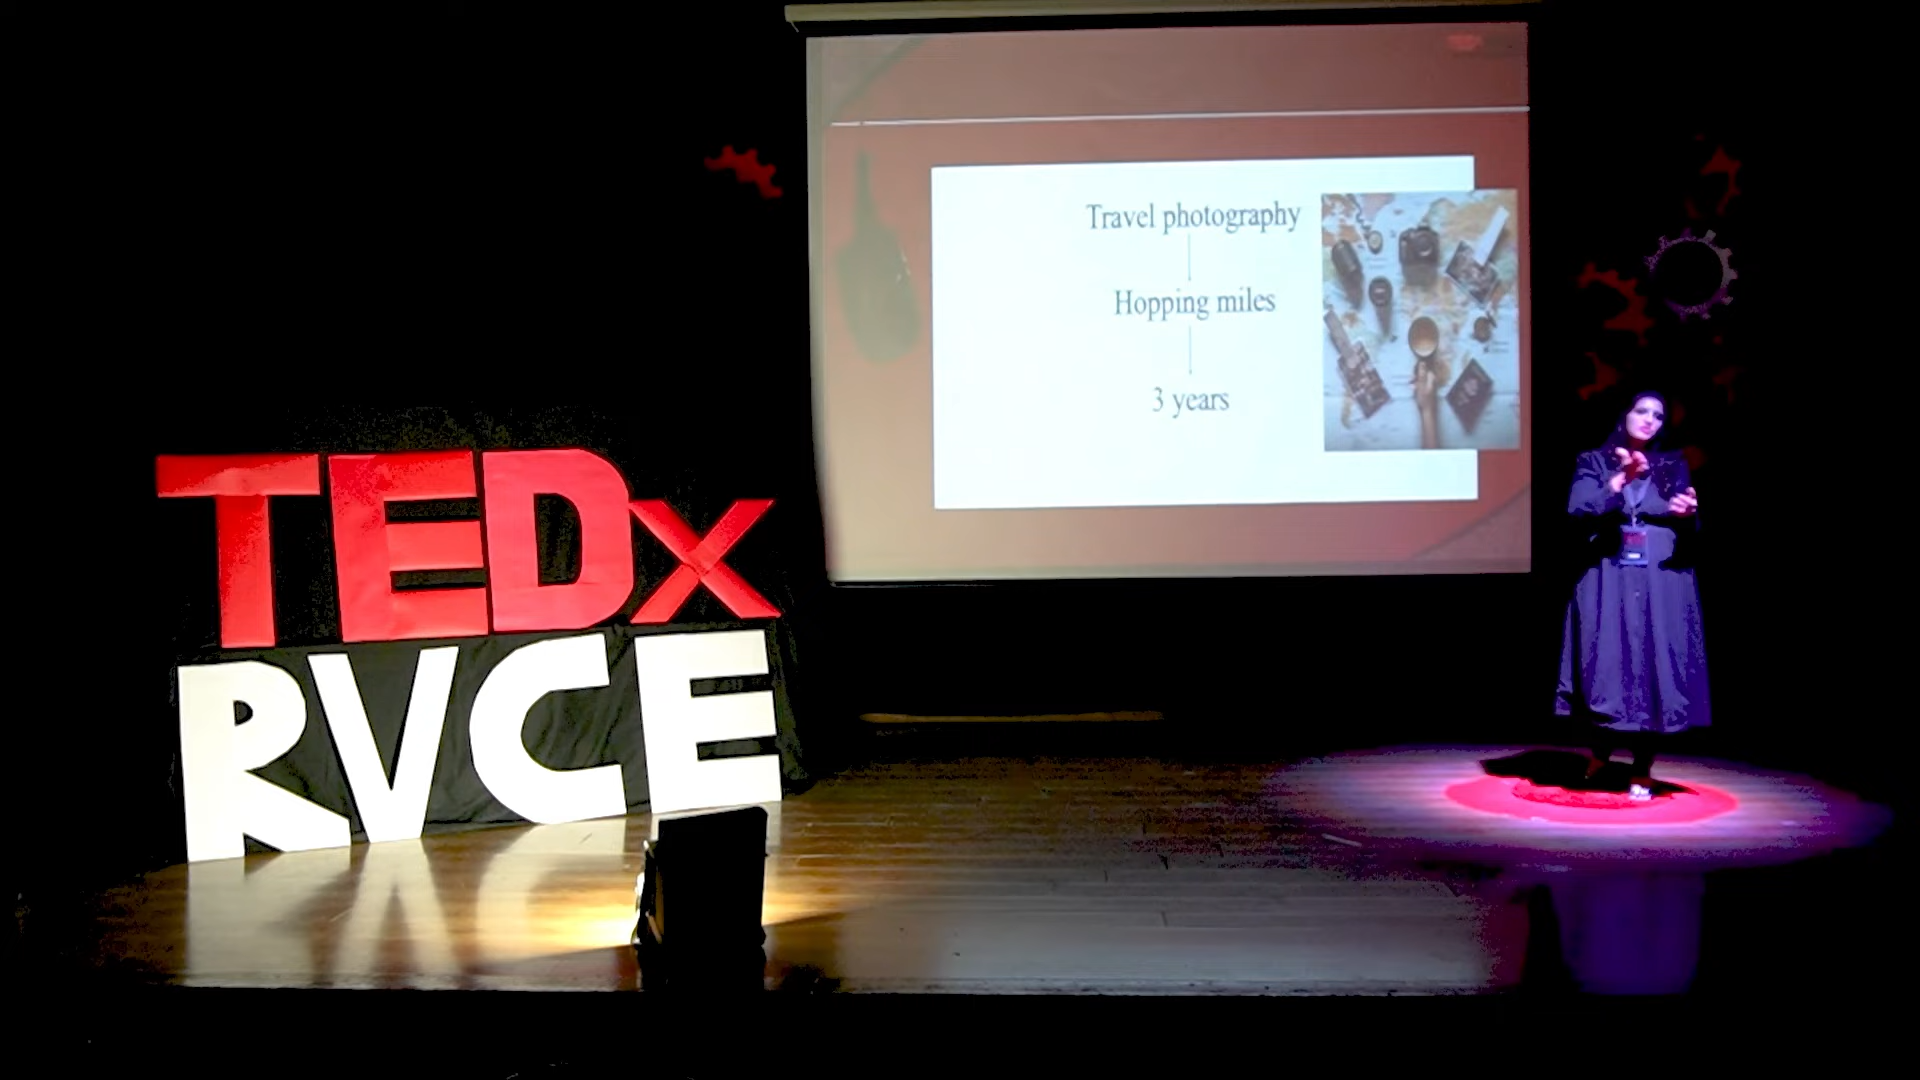 TEDx
RVCE
Travel photography
Hopping miles
3 years